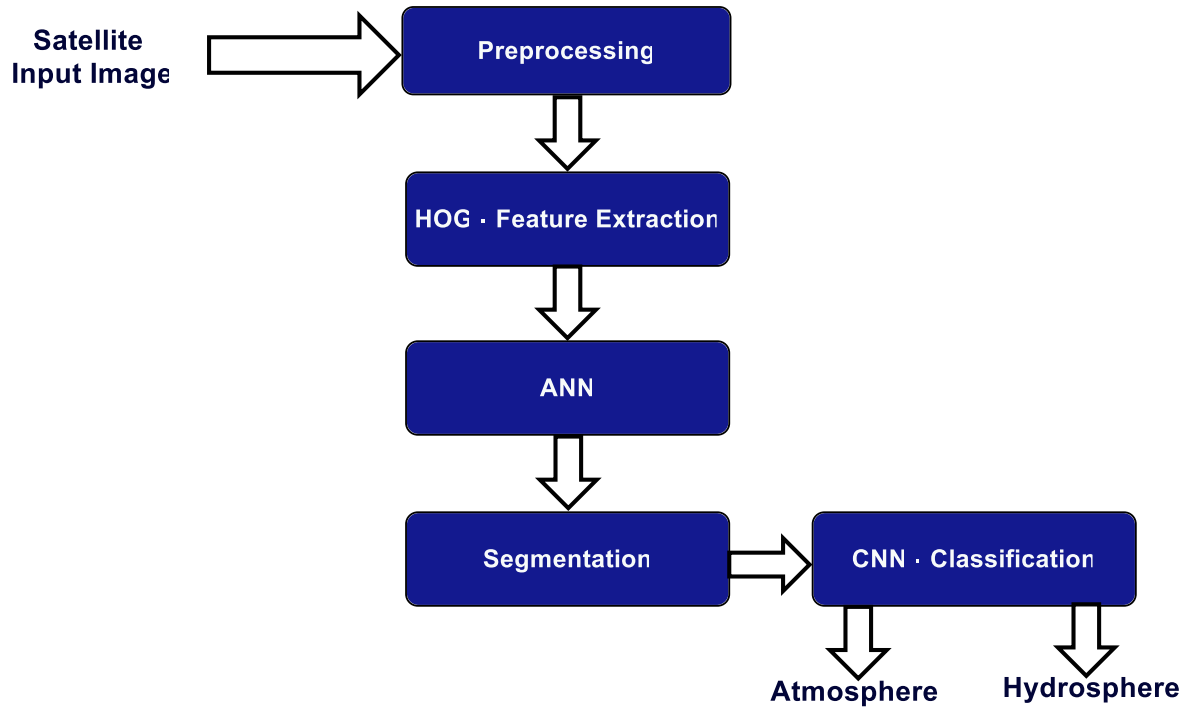 Satellite
Input Image
Preprocessing
HOG - Feature Extraction
ANN
Segmentation
CNN - Classification
Atmosphere
Hydrosphere